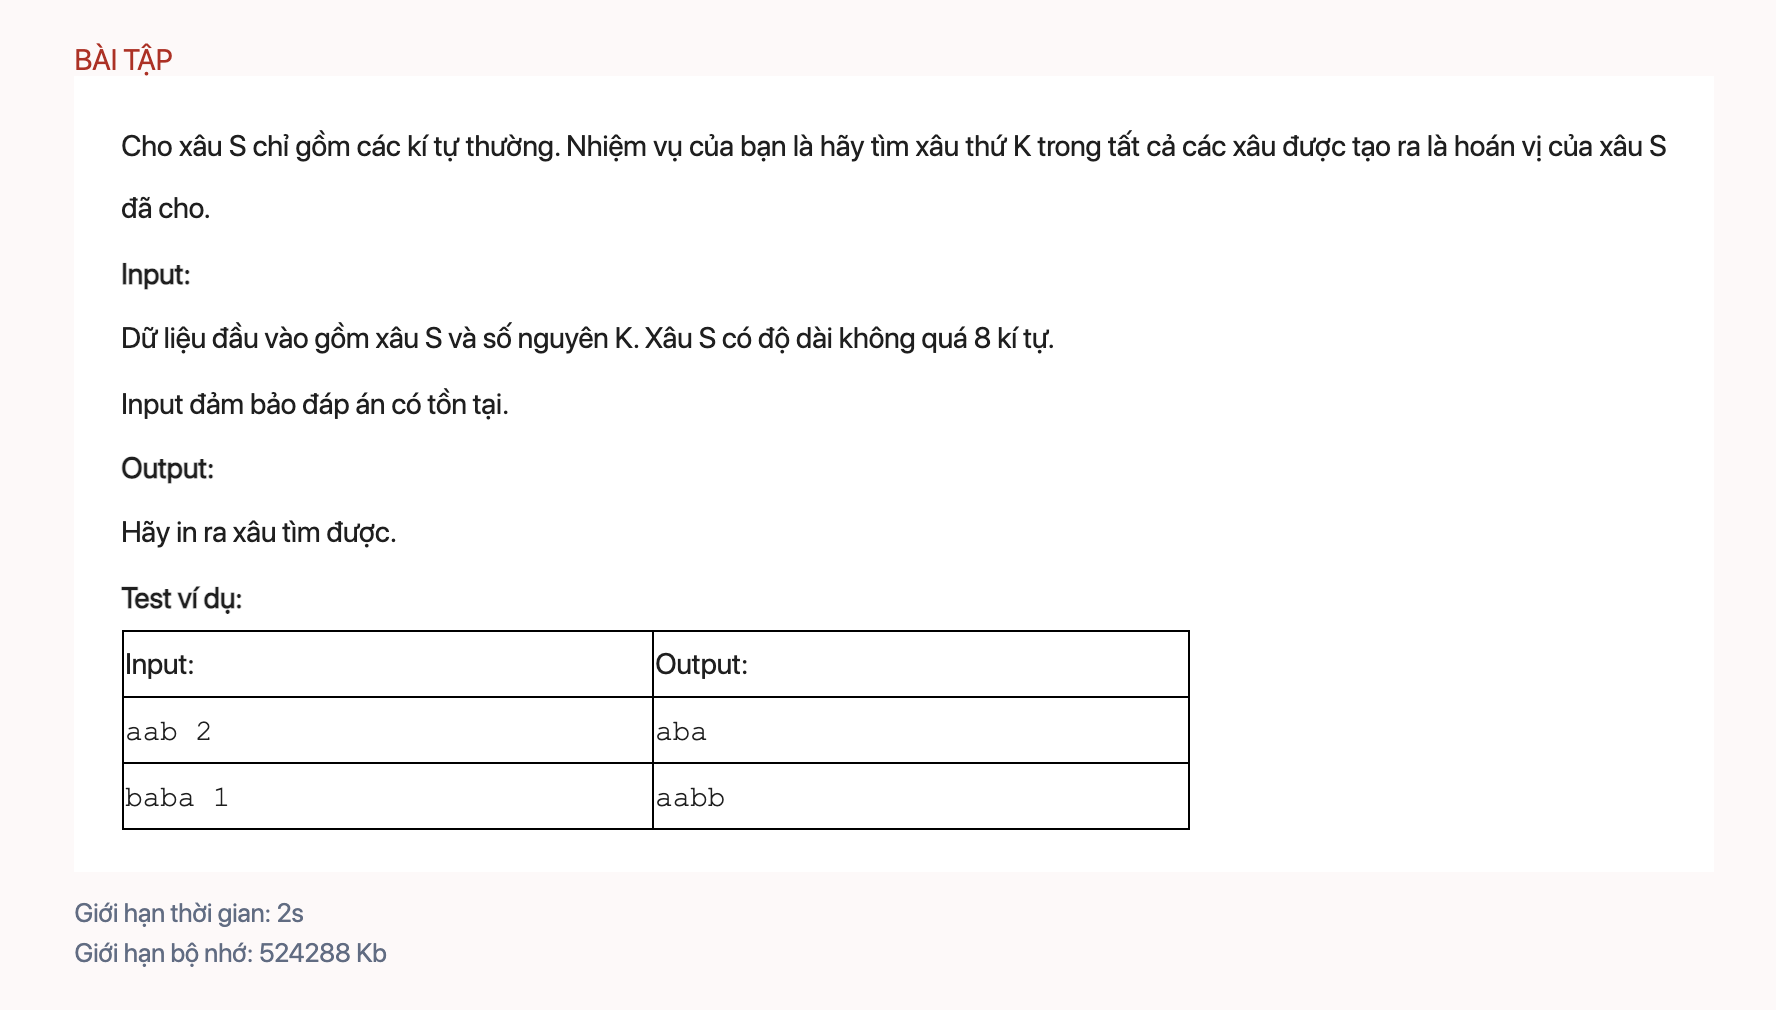 BÀI TẬP
Cho xâu S chỉ gồm các kí tự thường. Nhiệm vụ của bạn là hãy tìm xâu thứ K trong tất cả các xâu được tạo ra là hoán vị của xâu S
đã cho.
Input:
Dữ liệu đầu vào gồm xâu S và số nguyên K. Xâu S có độ dài không quá 8 kí tự.
Input đảm bảo đáp án có tồn tại.
Output:
Hãy in ra xâu tìm được.
Test ví dụ:
Input: Output:
aab 2 aba
baba 1 aabb
Giới hạn thời gian: 2s
Giới hạn bộ nhớ: 524288 Kb